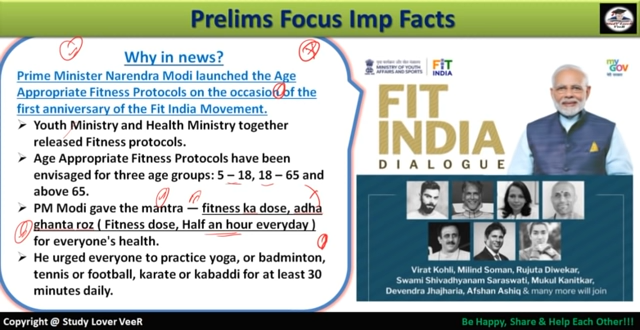 Prelims Focus Imp Facts
Why in news?
Prime Minister Narendra Modi launched the Age
Appropriate Fitness Protocols on the occasion of the
first anniversary of the Fit India Movement.
➤ Youth Ministry and Health Ministry together
released Fitness protocols.
➤ Age Appropriate Fitness Protocols have been
envisaged for three age groups: 5 – 18, 18 – 65 and
above 65.
➤ PM Modi gave the mantra — fitness ka dose, adha
ghanta roz ( Fitness dose, Half an hour everyday )
for everyone's health.
➤ He urged everyone to practice yoga, or badminton,
tennis or football, karate or kabaddi for at least 30
minutes daily.
MINISTRY OF YOUTH
AFFAIRS AND SPORTS
FIT
INDIA
my
GOV
FIT
INDIA
DIALOGUE
Virat Kohli, Milind Soman, Rujuta Diwekar,
Swami Shivadhyanam Saraswati, Mukul Kanitkar,
Devendra Jhajharia, Afshan Ashiq & many more will join
Copyright @ Study Lover VeeR
Be Happy, Share & Help Each Other!!!